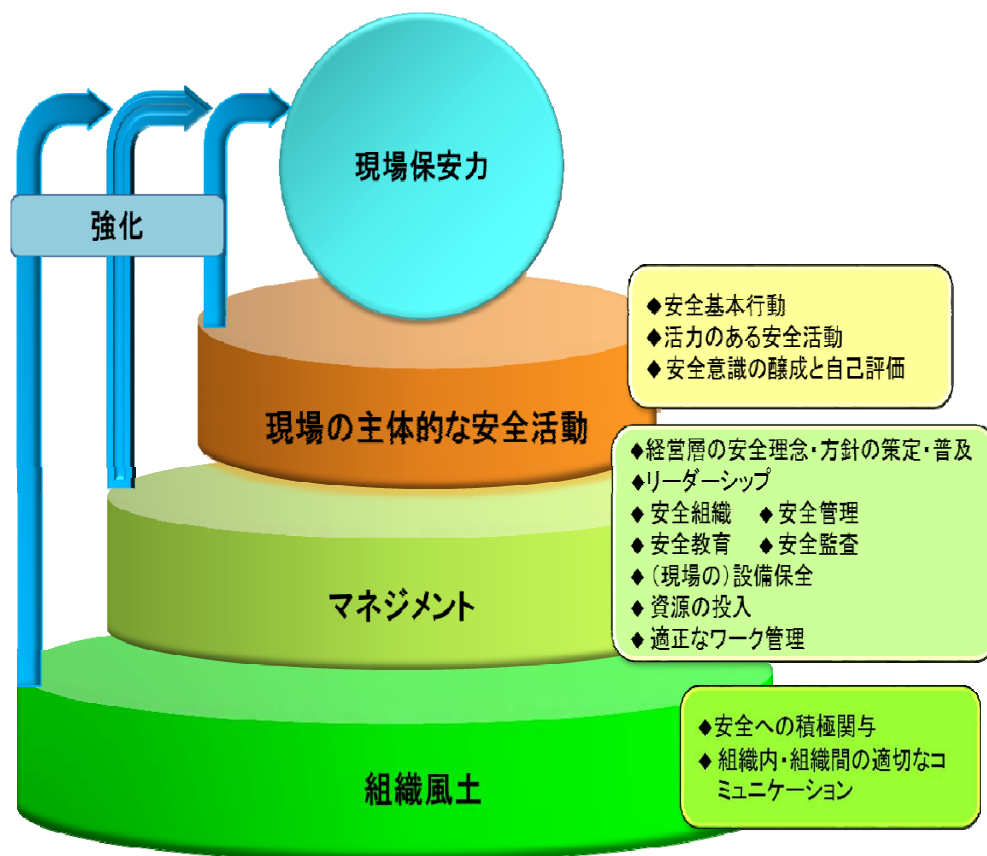 現場保安力
強化
◆安全基本行動
◆活力のある安全活動
◆安全意識の醸成と自己評価
現場の主体的な安全活動
◆経営層の安全理念・方針の策定・普及
◆リーダーシップ
◆安全組織 ◆安全管理
◆安全教育 ◆安全監査
◆(現場の)設備保全
◆資源の投入
◆適正なワーク管理
マネジメント
◆安全への積極関与
◆組織内・組織間の適切なコ
ミュニケーション
組織風土